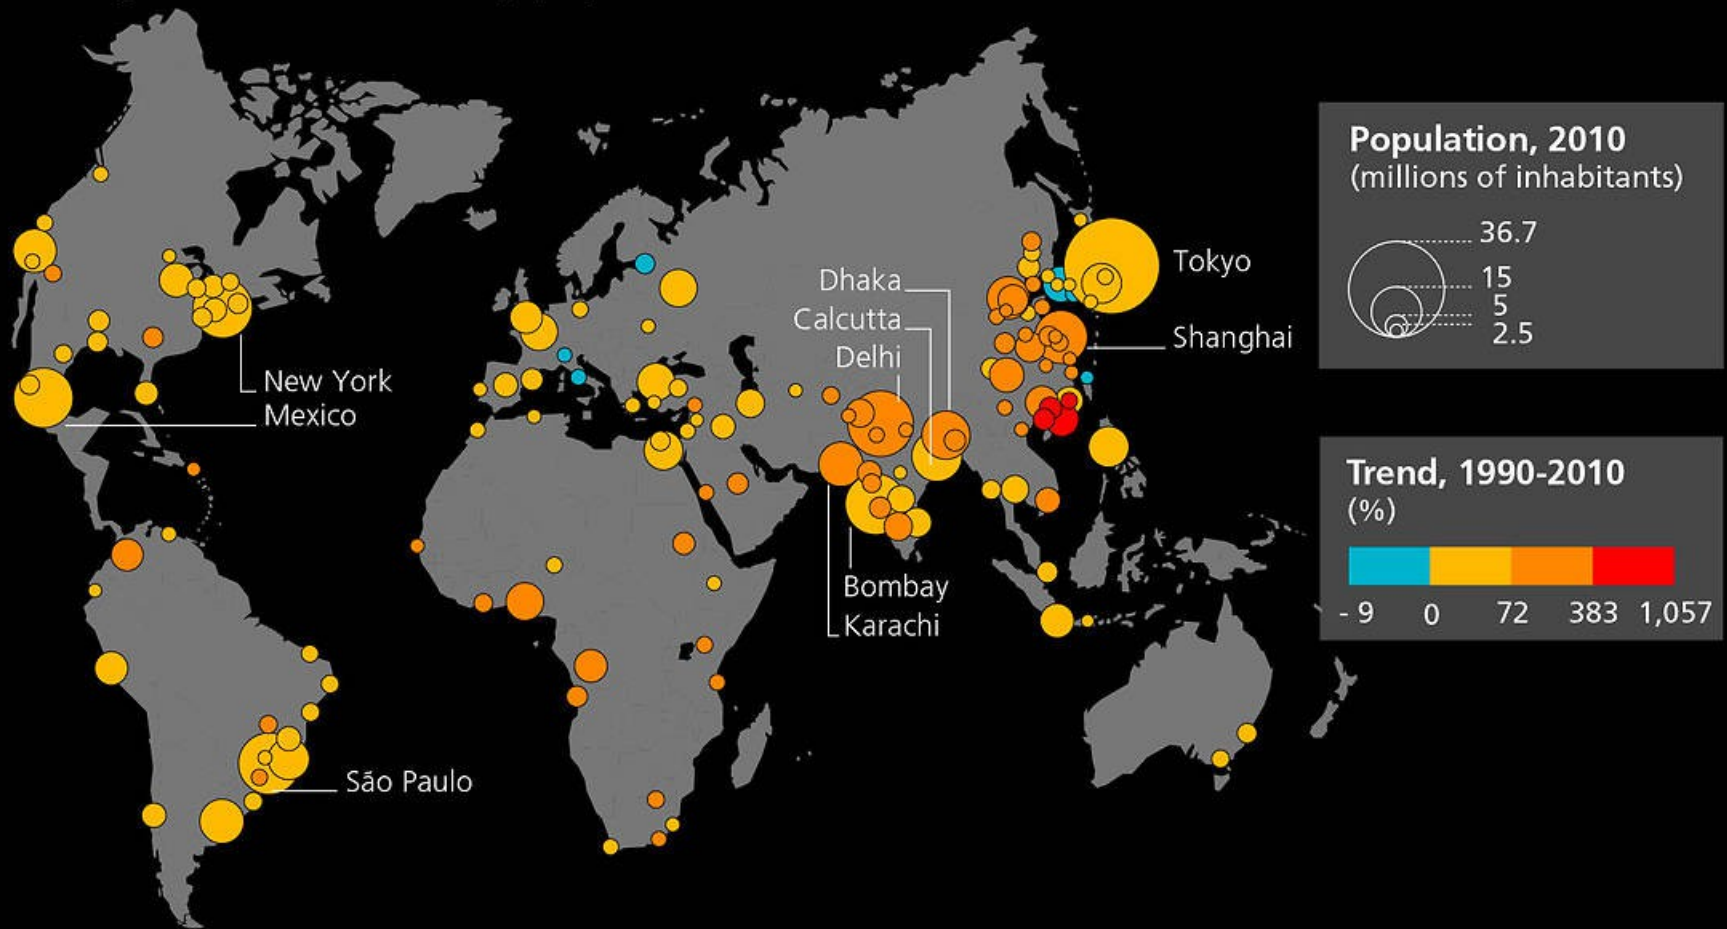 Dhaka
Calcutta
Delhi
Tokyo
Shanghai
New York
Mexico
Bombay
Karachi
São Paulo
Population, 2010
(millions of inhabitants)
36.7
15
5
2.5
Trend, 1990-2010
(%)
- 9 0 72 383 1,057